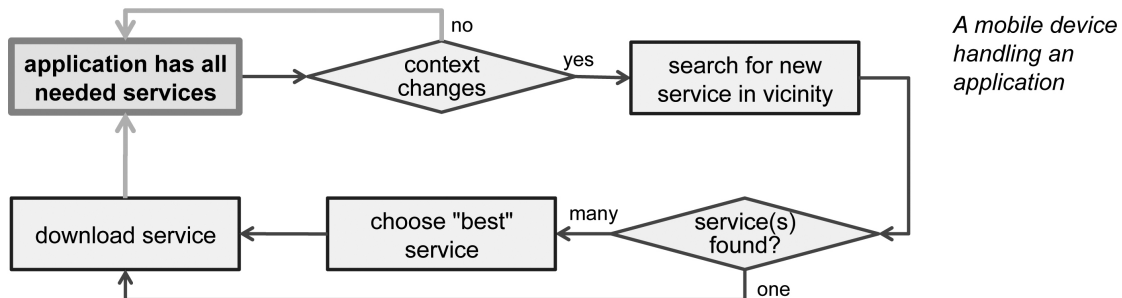 no
A mobile device
handling an
application
application has all
needed services
context
changes
yes
search for new
service in vicinity
download service
choose "best"
service
many
service(s)
found?
one